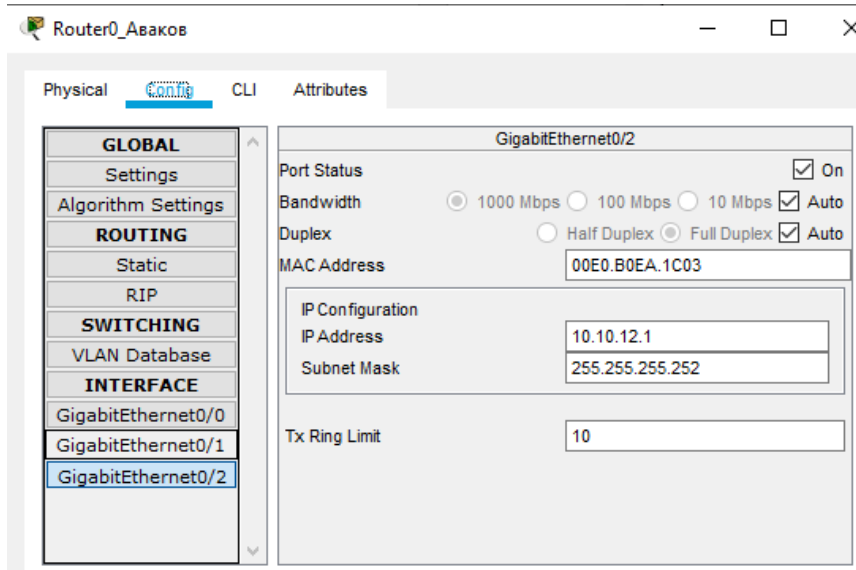 Router0_Аваков
Physical Config CLI Attributes
GLOBAL
Settings
Algorithm Settings
ROUTING
Static
RIP
SWITCHING
VLAN Database
INTERFACE
GigabitEthernet0/0
GigabitEthernet0/1
GigabitEthernet0/2
GigabitEthernet0/2
Port Status On
Bandwidth 1000 Mbps 100 Mbps 10 Mbps Auto
Duplex Half Duplex Full Duplex Auto
MAC Address 00E0.B0EA.1C03
IP Configuration
IP Address 10.10.12.1
Subnet Mask 255.255.255.252
Tx Ring Limit 10